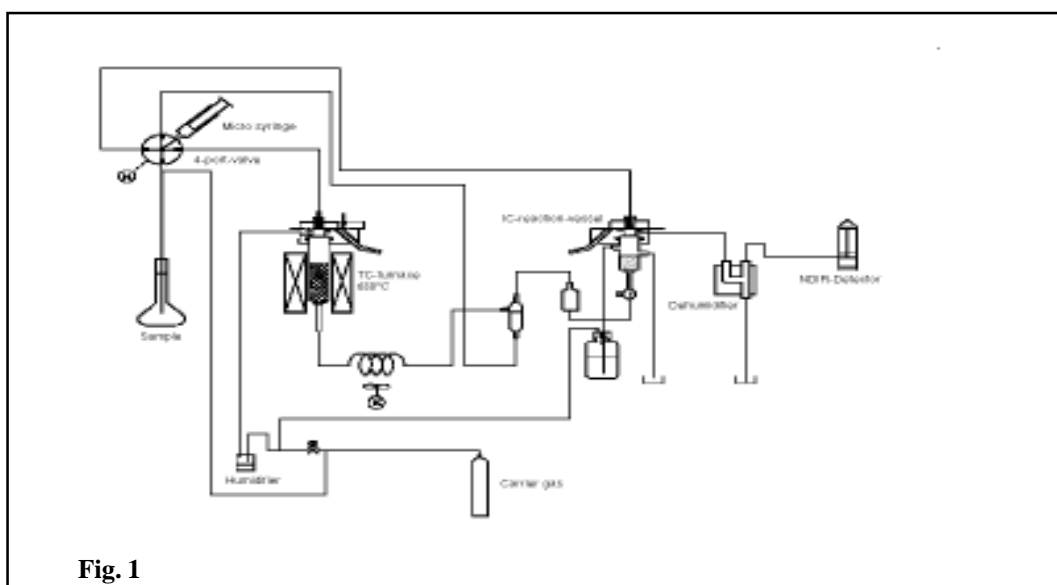 Micro syringe
4-port-valve
IC-reaction-vessel
TC-furnace
680°C
NDIR-Detector
Dehumidifier
Sample
Humidifier
Carrier gas
Fig. 1